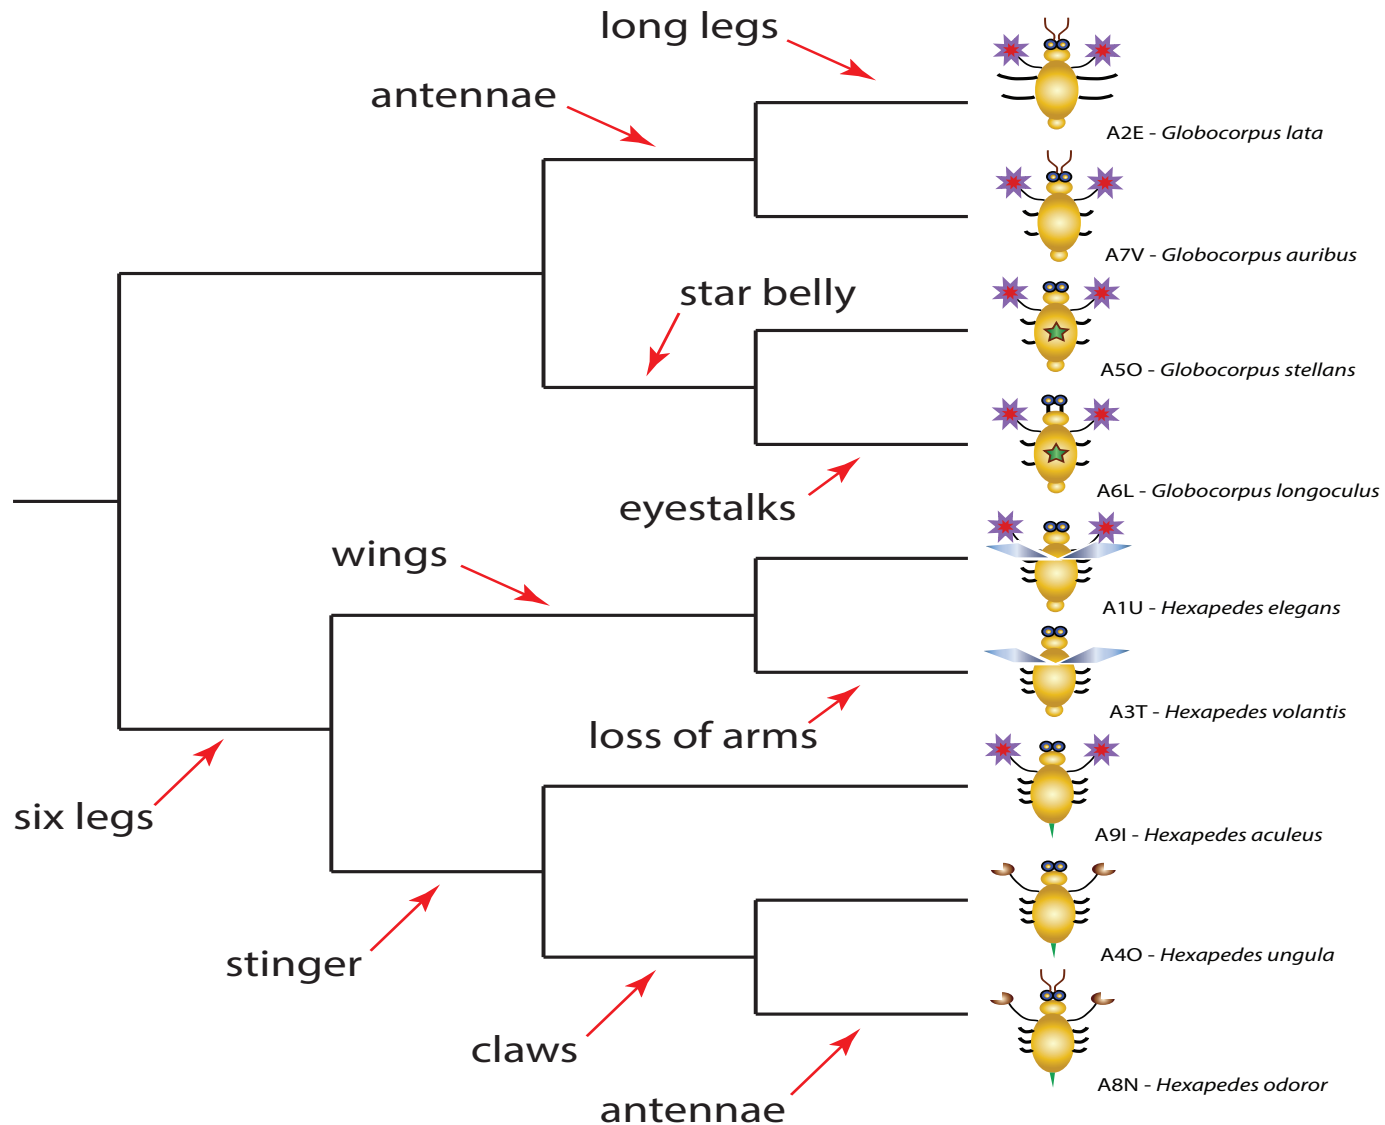 long legs
antennae
A2E - Globocorpus lata
A7V - Globocorpus auribus
star belly
A5O - Globocorpus stellans
eyestalks
A6L - Globocorpus longoculus
wings
A1U - Hexapedes elegans
loss of arms
A3T - Hexapedes volantis
six legs
A9I - Hexapedes aculeus
stinger
A4O - Hexapedes ungula
claws
A8N - Hexapedes odoror
antennae